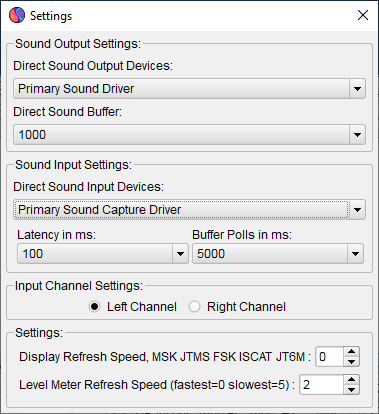 Settings
Sound Output Settings:
Direct Sound Output Devices:
Primary Sound Driver
Direct Sound Buffer:
1000
Sound Input Settings:
Direct Sound Input Devices:
Primary Sound Capture Driver
Latency in ms: Buffer Polls in ms:
100 5000
Input Channel Settings:
Left Channel Right Channel
Settings:
Display Refresh Speed, MSK JTMS FSK ISCAT JT6M : 0
Level Meter Refresh Speed (fastest=0 slowest=5) : 2